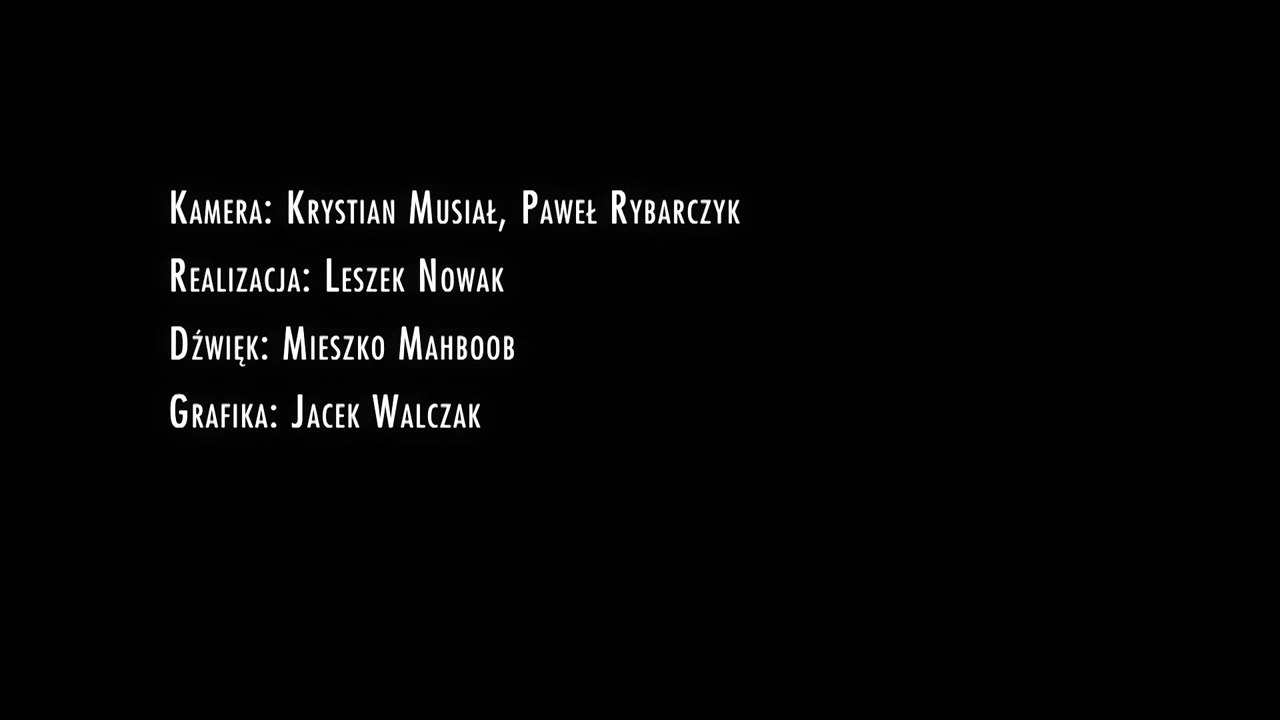 Kamera: Krystian Musiał, Paweł Rybarczyk
Realizacja: Leszek Nowak
Dźwięk: Mieszko Mahboob
Grafika: Jacek Walczak